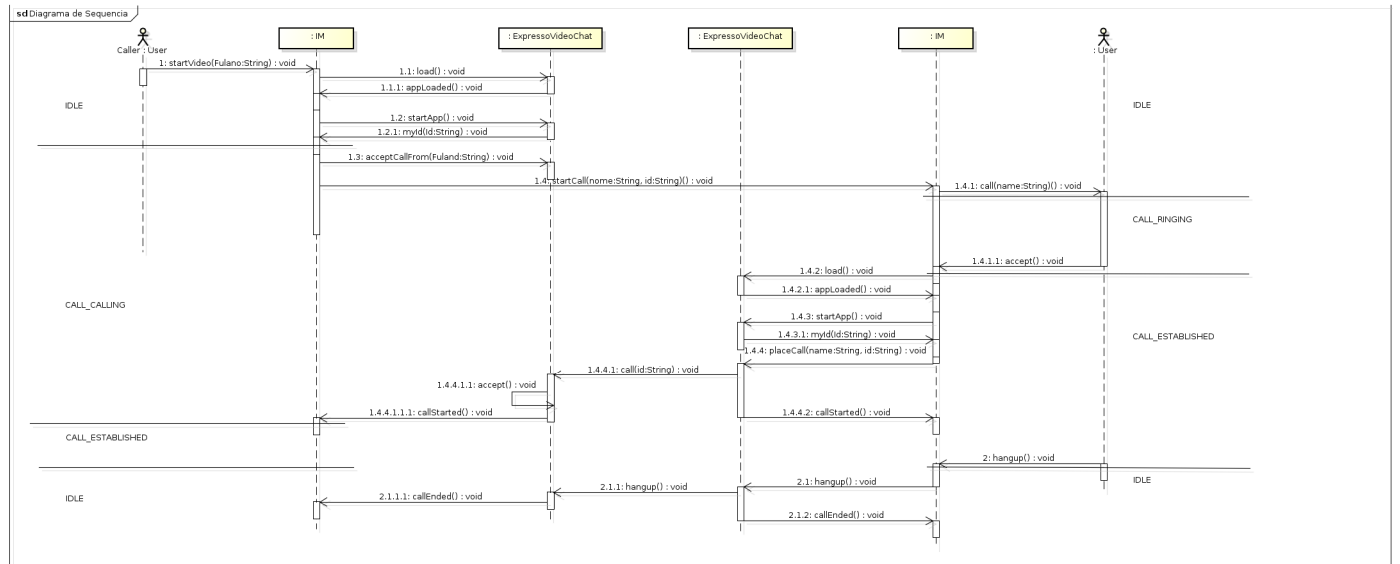 sd Diagrama de Sequencia
: IM
: ExpressoVideoChat
: ExpressoVideoChat
: IM
Caller : User
: User
1: startVideo(Fulano:String) : void
1.1: load() : void
1.1.1: appLoaded() : void
IDLE
IDLE
1.2: startApp() : void
1.2.1: myId(Id:String) : void
1.3: acceptCallFrom(Fuland:String) : void
1.4: startCall(nome:String, id:String)() : void
1.4.1: call(name:String)() : void
CALL_RINGING
1.4.1.1: accept() : void
1.4.2: load() : void
1.4.2.1: appLoaded() : void
CALL_CALLING
1.4.3: startApp() : void
1.4.3.1: myId(Id:String) : void
CALL_ESTABLISHED
1.4.4: placeCall(name:String, id:String) : void
1.4.4.1: call(id:String) : void
1.4.4.1.1: accept() : void
1.4.4.1.1.1: callStarted() : void
1.4.4.2: callStarted() : void
CALL_ESTABLISHED
2: hangup() : void
IDLE
2.1: hangup() : void
2.1.1: hangup() : void
2.1.1.1: callEnded() : void
IDLE
2.1.2: callEnded() : void